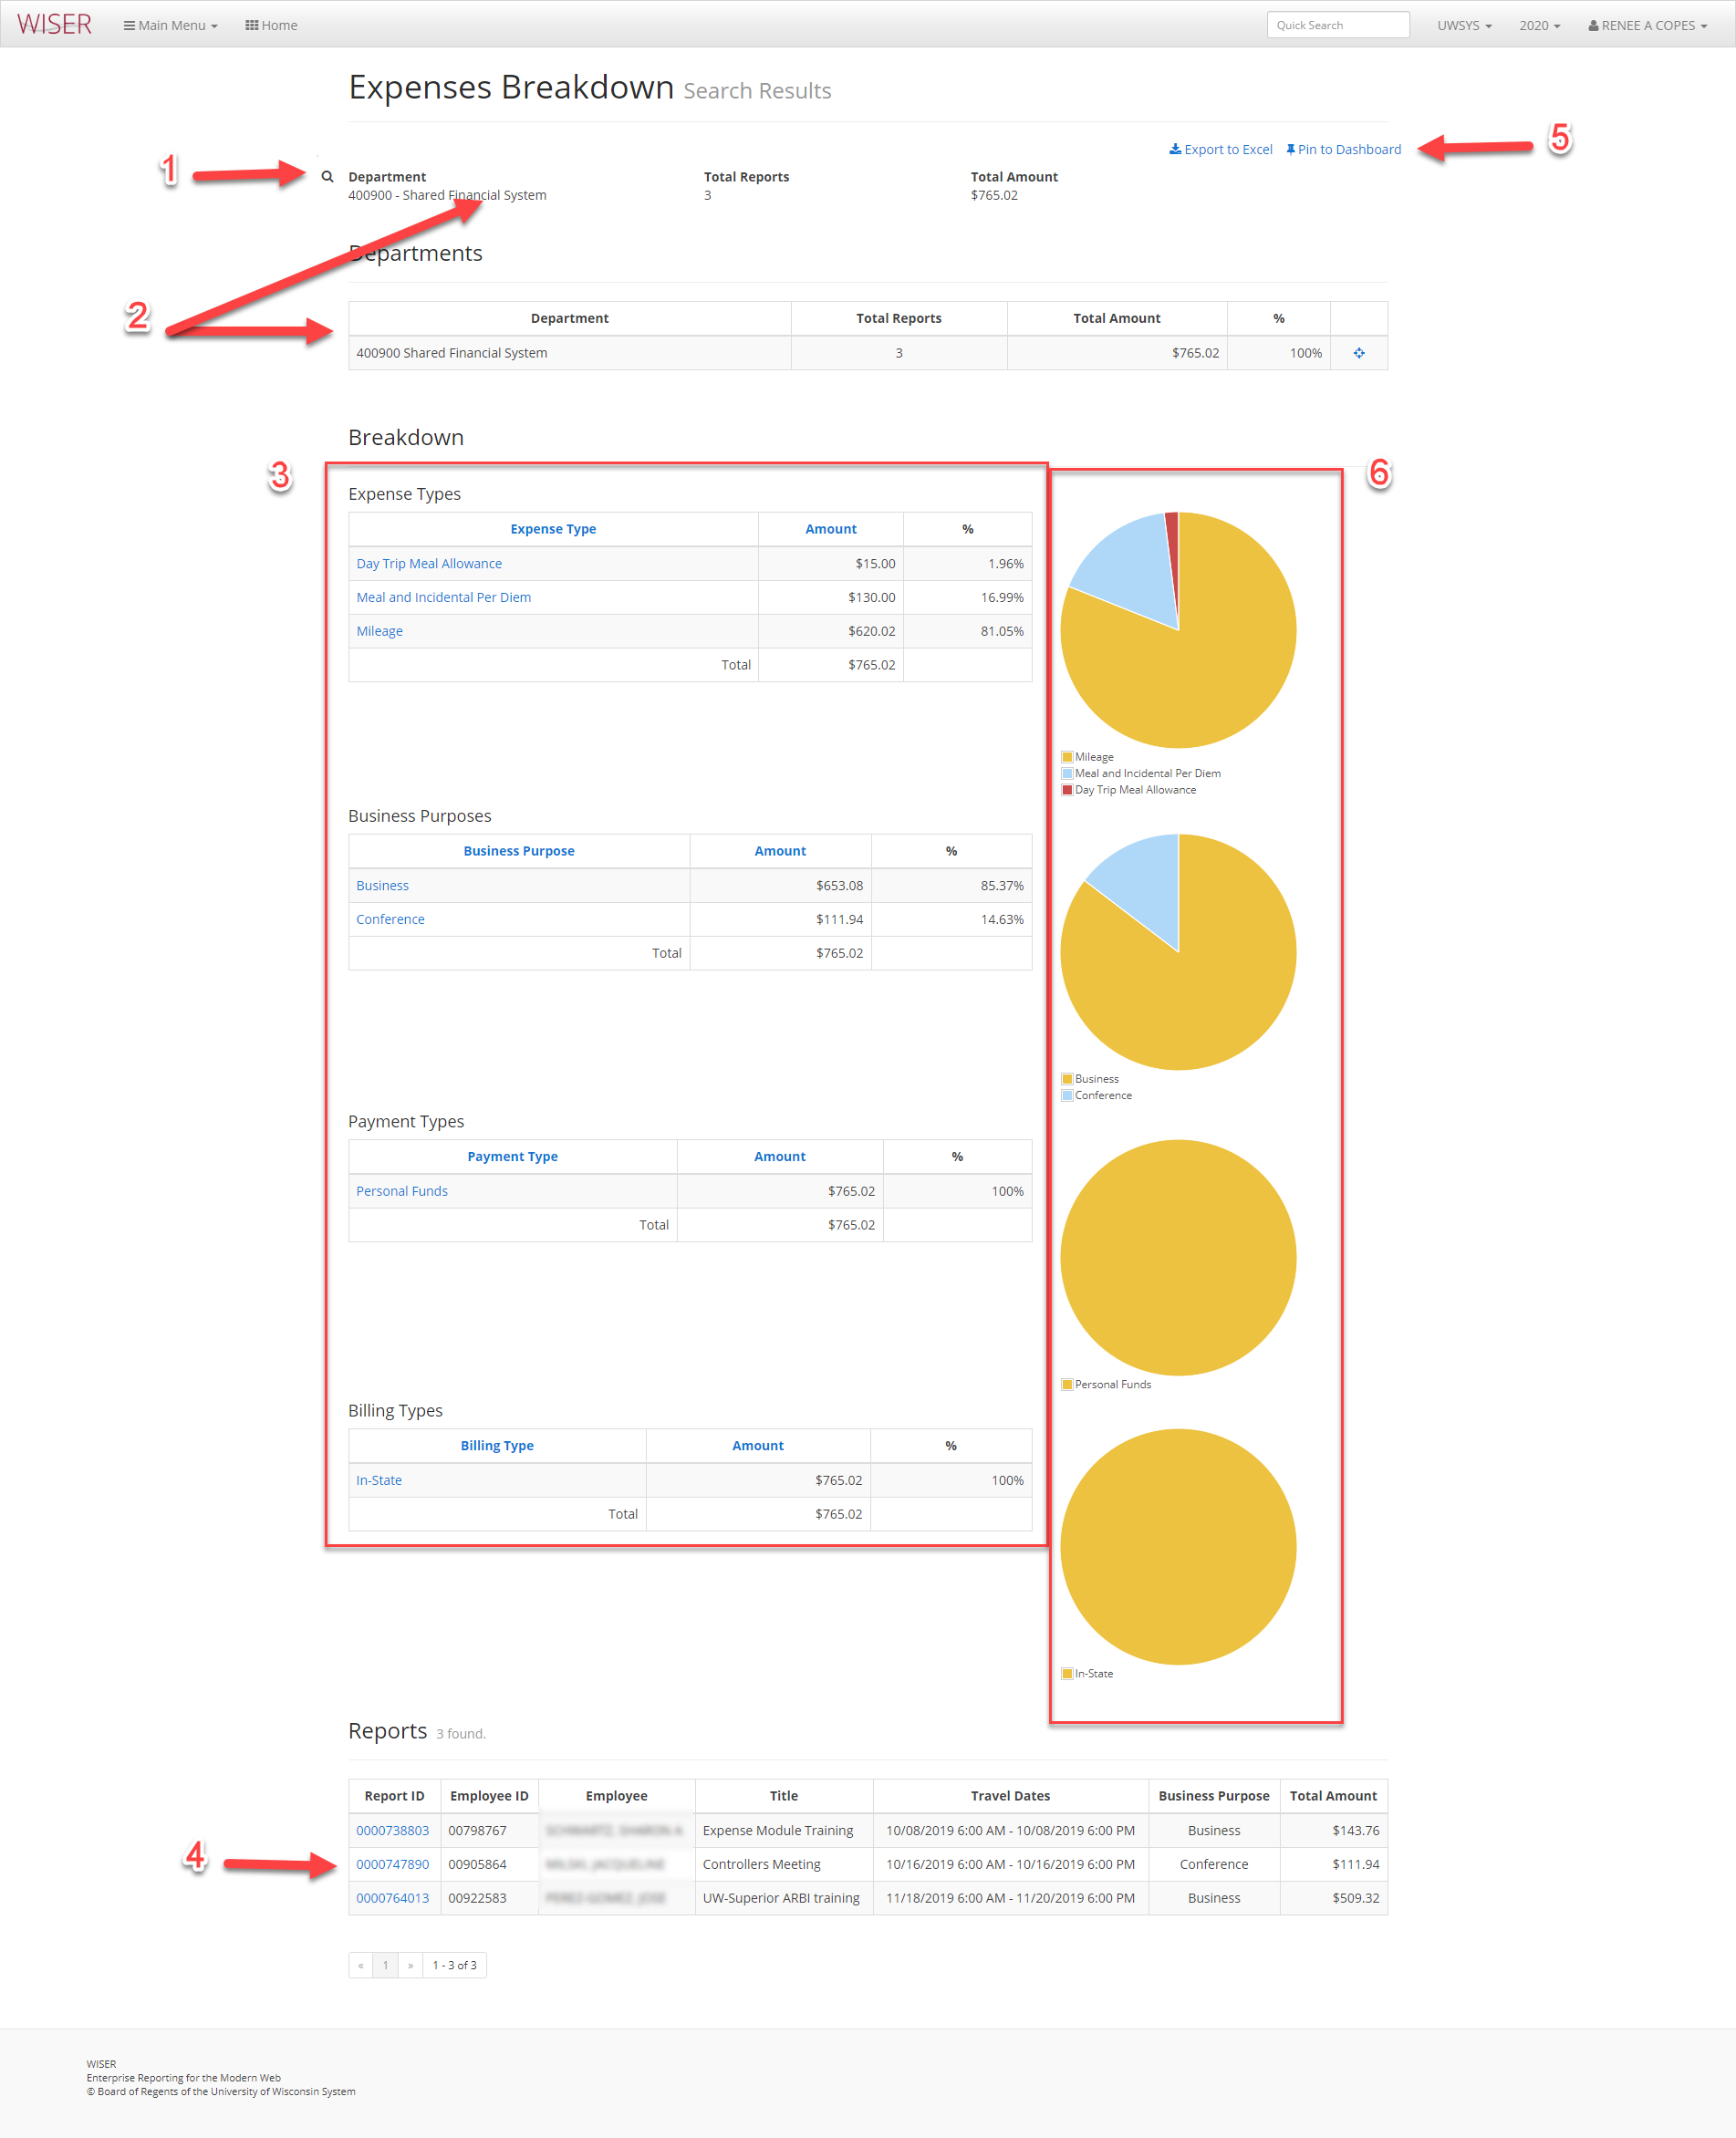 WISER Main Menu Home Quick Search UWSYS 2020 RENEE A COPES
Expenses Breakdown Search Results
Export to Excel Pin to Dashboard 5
1 Department Total Reports Total Amount
400900 - Shared Financial System 3 $765.02
Departments
2 Department Total Reports Total Amount %
400900 Shared Financial System 3 $765.02 100%
Breakdown
3
6
Expense Types
Expense Type Amount %
Day Trip Meal Allowance $15.00 1.96%
Meal and Incidental Per Diem $130.00 16.99%
Mileage $620.02 81.05%
Total $765.02
Mileage
Meal and Incidental Per Diem
Day Trip Meal Allowance
Business Purposes
Business Purpose Amount %
Business $653.08 85.37%
Conference $111.94 14.63%
Total $765.02
Business
Conference
Payment Types
Payment Type Amount %
Personal Funds $765.02 100%
Total $765.02
Personal Funds
Billing Types
Billing Type Amount %
In-State $765.02 100%
Total $765.02
In-State
Reports 3 found.
Report ID Employee ID Employee Title Travel Dates Business Purpose Total Amount
0000738803 00798767 Expense Module Training 10/08/2019 6:00 AM - 10/08/2019 6:00 PM Business $143.76
4 0000747890 00905864 Controllers Meeting 10/16/2019 6:00 AM - 10/16/2019 6:00 PM Conference $111.94
0000764013 00922583 UW-Superior ARBI training 11/18/2019 6:00 AM - 11/20/2019 6:00 PM Business $509.32
« 1 » 1 - 3 of 3
WISER
Enterprise Reporting for the Modern Web
© Board of Regents of the University of Wisconsin System